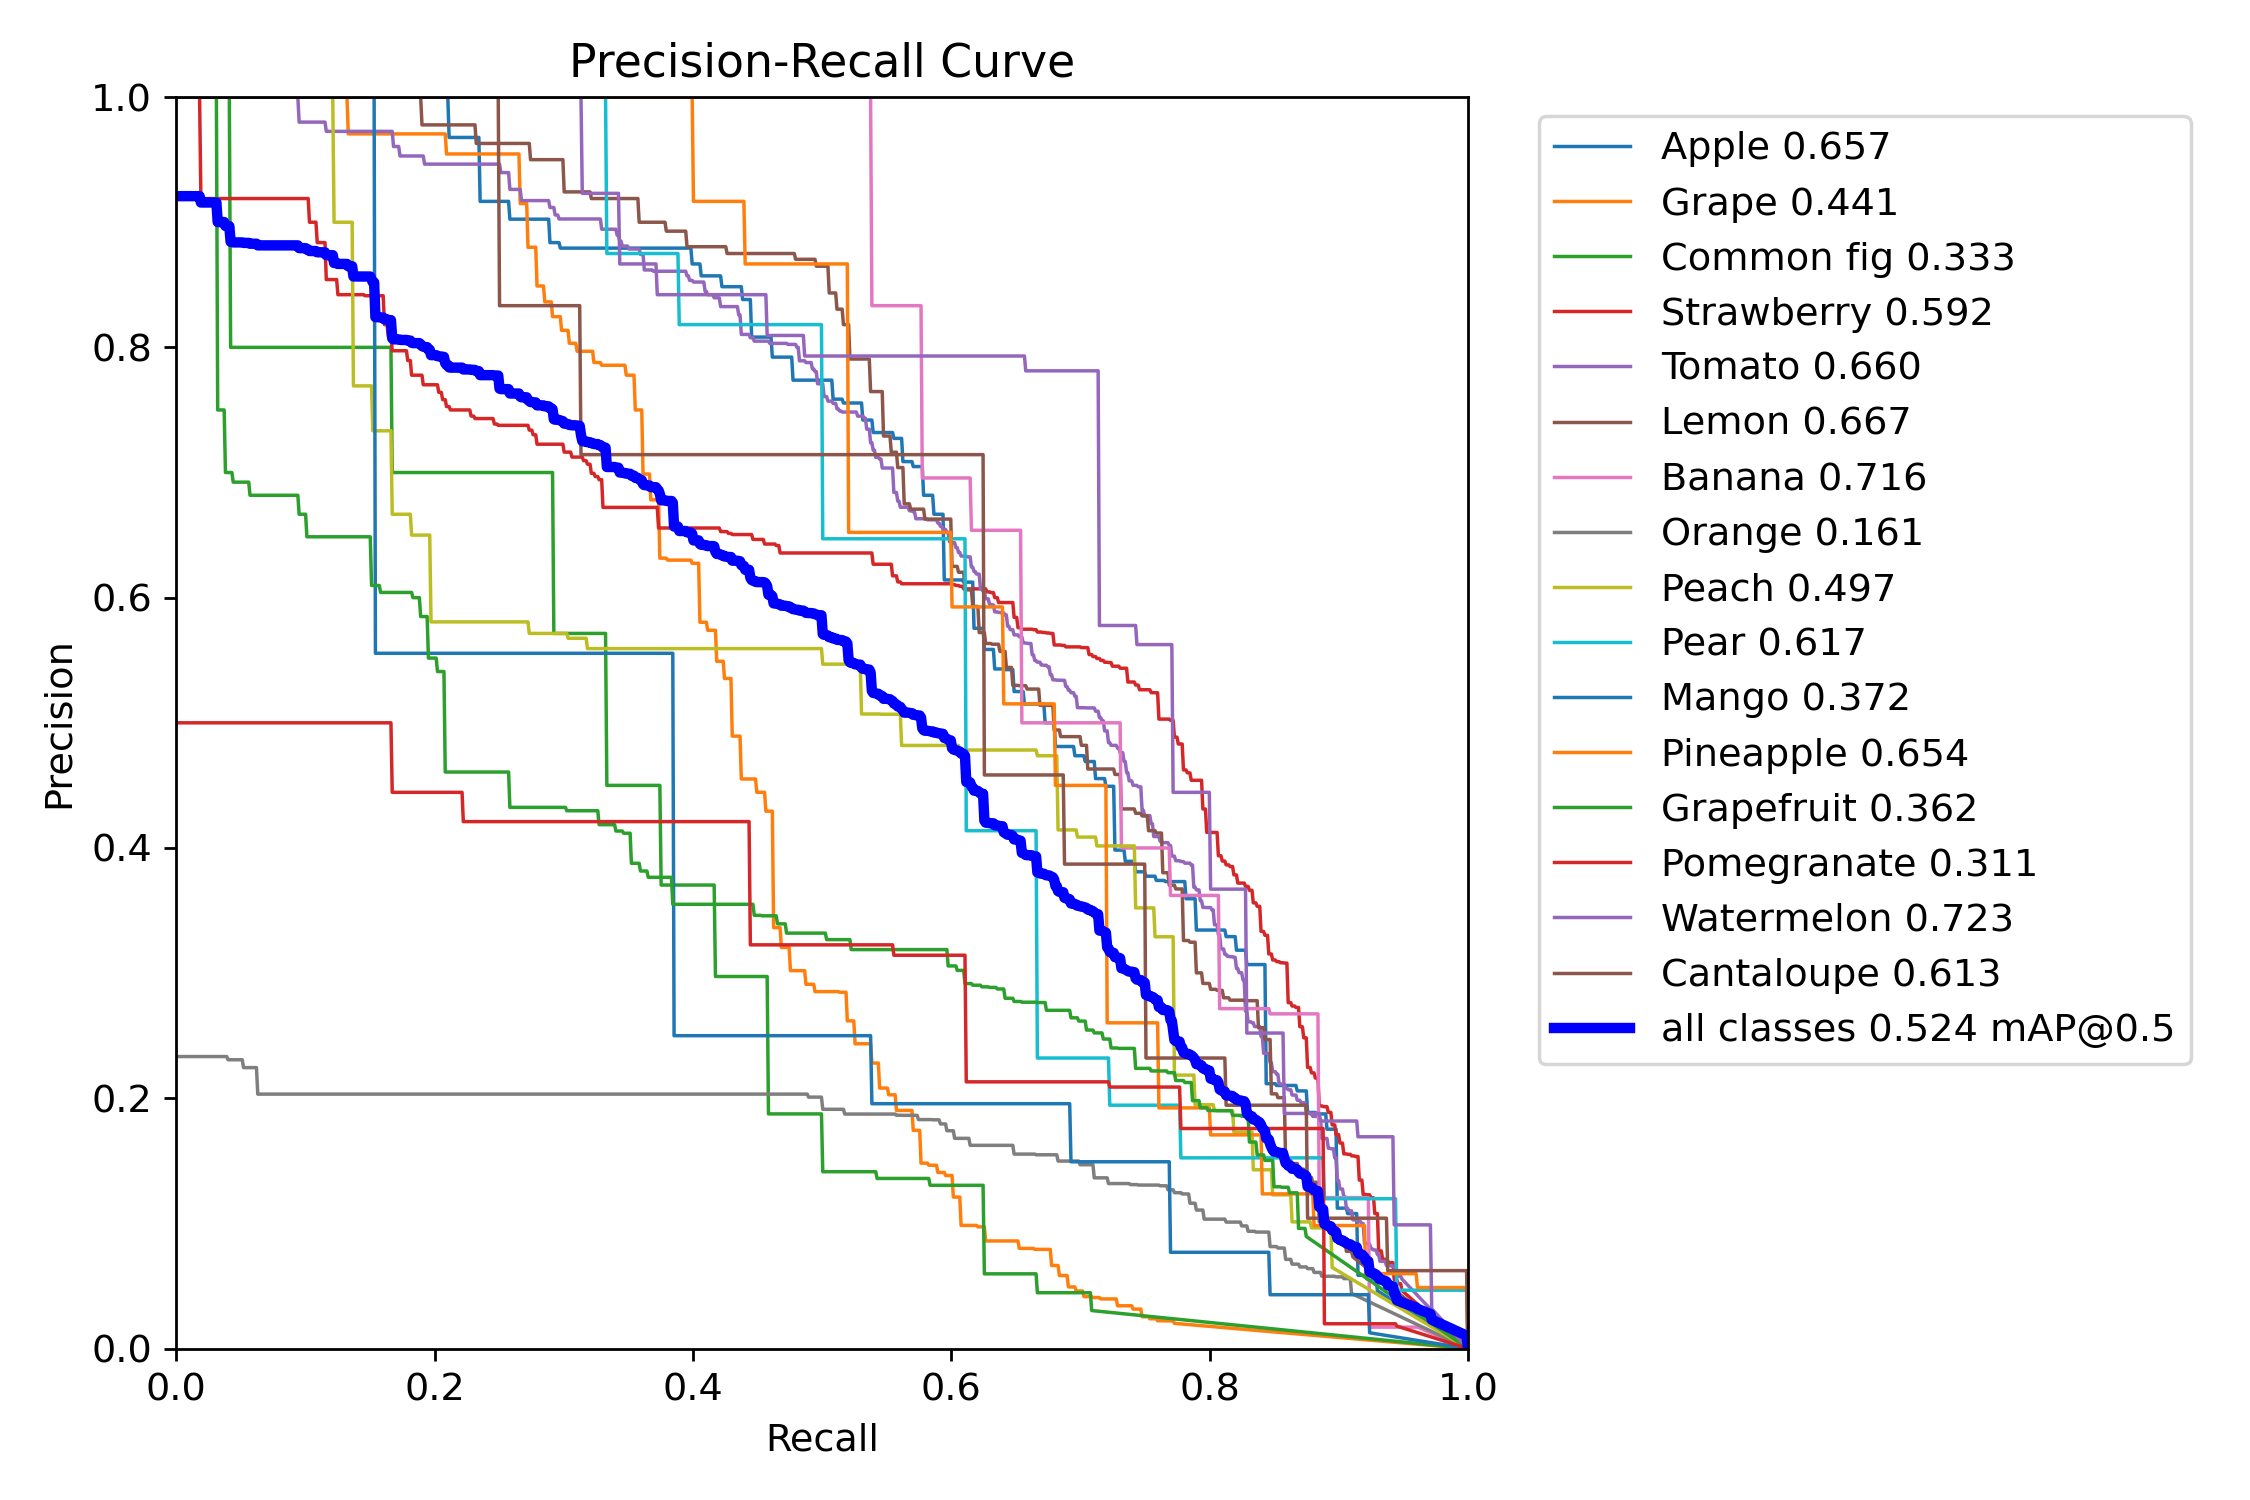 Precision-Recall Curve
1.0
0.8
0.6
0.4
0.2
0.0
Precision
0.0 0.2 0.4 0.6 0.8 1.0
Recall
Apple 0.657
Grape 0.441
Common fig 0.333
Strawberry 0.592
Tomato 0.660
Lemon 0.667
Banana 0.716
Orange 0.161
Peach 0.497
Pear 0.617
Mango 0.372
Pineapple 0.654
Grapefruit 0.362
Pomegranate 0.311
Watermelon 0.723
Cantaloupe 0.613
all classes 0.524 mAP@0.5